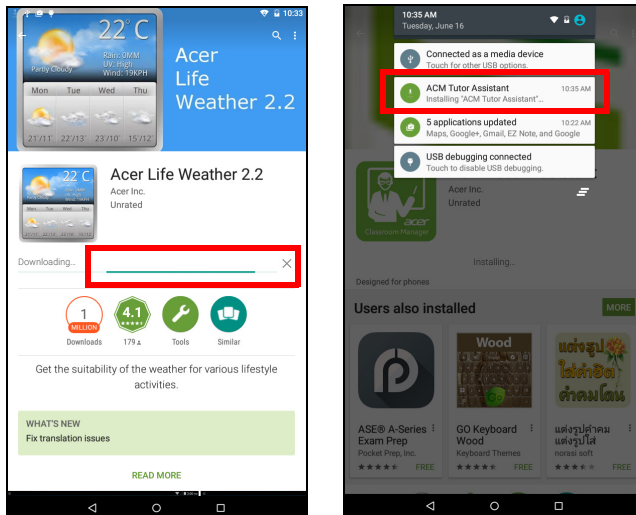 10:33
22°C
Rain: 0MM
UV: High
Wind: 19KPH
Partly Cloudy
Mon Tue Wed Thu
21°/11° 22°/13° 23°/10° 15°/12°
Acer
Life
Weather 2.2
22 C
Acer Life Weather 2.2
Acer Inc.
Unrated
Downloading…
1
MILLION
4.1
Downloads 179 Tools Similar
Get the suitability of the weather for various lifestyle
activities.
WHAT'S NEW
Fix translation issues
READ MORE
10:35 AM
Tuesday, June 16
Connected as a media device
Touch for other USB options.
ACM Tutor Assistant 10:35 AM
Installing "ACM Tutor Assistant"…
5 applications updated 10:22 AM
Maps, Google+, Gmail, EZ Note, and Google
USB debugging connected
Touch to disable USB debugging.
acer
Classroom Manager
Acer Inc.
Unrated
Installing…
Designed for phones
Users also installed MORE
Wood
Go
แต่งรูป
ใส่คำฮิต
คำคมโดน
ASE® A-Series
Exam Prep
Pocket Prep, Inc.
FREE
GO Keyboard
Wood
Keyboard Themes
FREE
แต่งรูปคำคม
แต่งรูปใส่
norasi soft
FREE